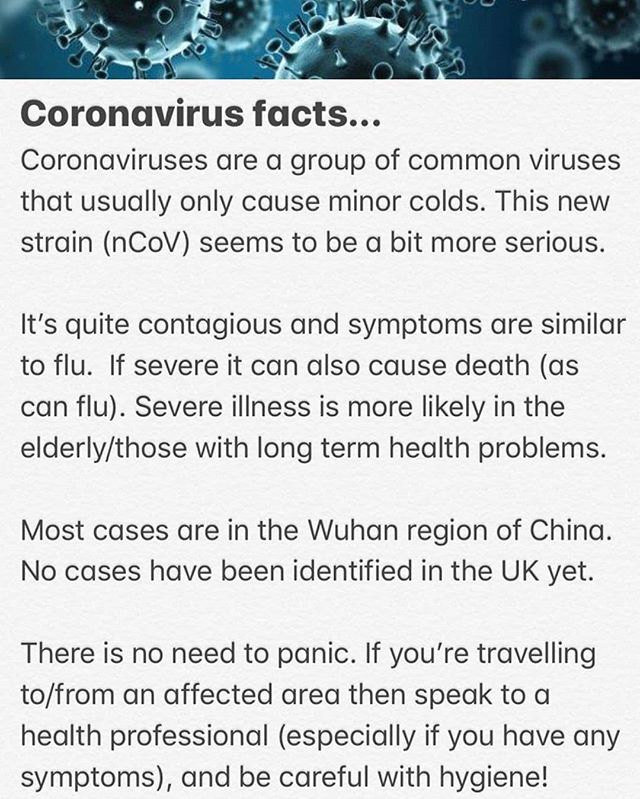 Coronavirus facts...
Coronaviruses are a group of common viruses
that usually only cause minor colds. This new
strain (nCoV) seems to be a bit more serious.
It’s quite contagious and symptoms are similar
to flu.  If severe it can also cause death (as
can flu). Severe illness is more likely in the
elderly/those with long term health problems.
Most cases are in the Wuhan region of China.
No cases have been identified in the UK yet.
There is no need to panic. If you’re travelling
to/from an affected area then speak to a
health professional (especially if you have any
symptoms), and be careful with hygiene!